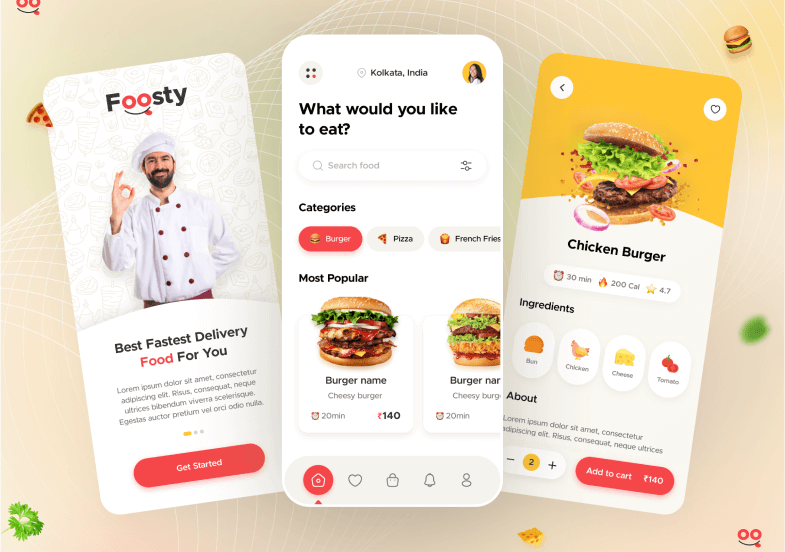 Foosty
Best Fastest Delivery
Food For You
Lorem ipsum dolor sit amet, consectetur
adipiscing elit. Risus, consequat, neque
ultrices bibendum viverra scelerisque.
Egestas auctor pretium vel orci odio nulla.
Get Started
Kolkata, India
What would you like
to eat?
Search food
Categories
Burger
Pizza
French Fries
Most Popular
Burger name
Cheesy burger
20min
₹140
Burger nar
Cheesy burg
20min
Chicken Burger
30 min
200 Cal
4.7
Ingredients
Bun
Chicken
Cheese
Tomato
About
Lorem ipsum dolor sit amet, consectetur
adipiscing elit. Risus, consequat, neque ultrices
− 2 +
Add to cart ₹140